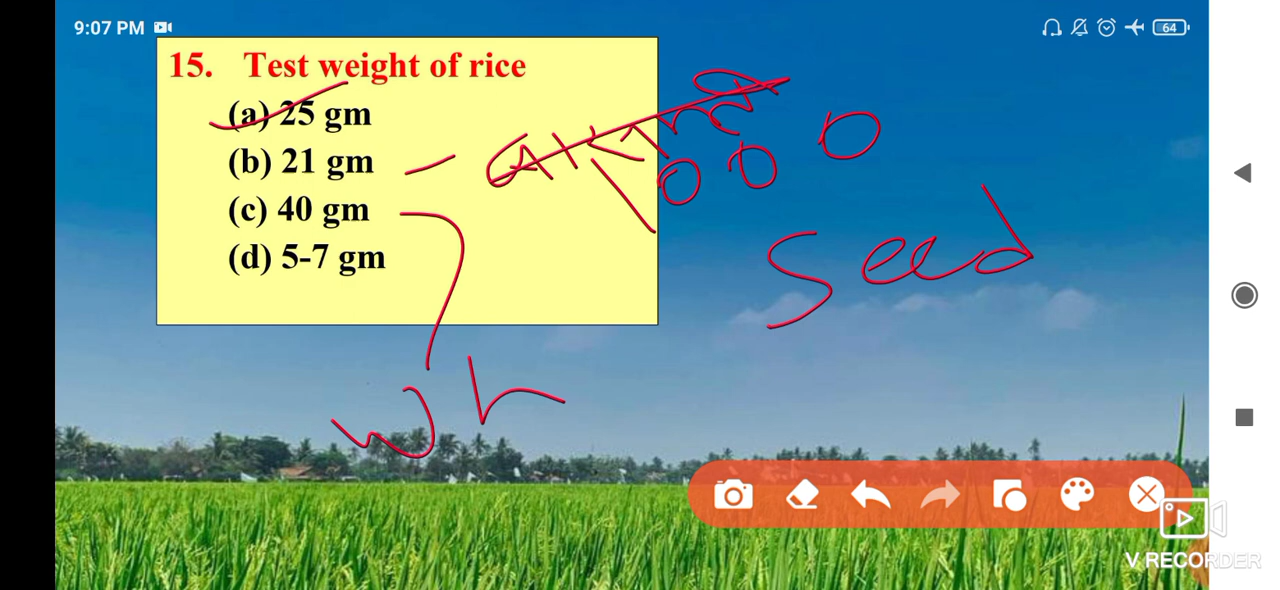 9:07 PM
64
15. Test weight of rice
(a) 25 gm
(b) 21 gm
(c) 40 gm
(d) 5-7 gm
1000
Seed
wh
V RECORDER